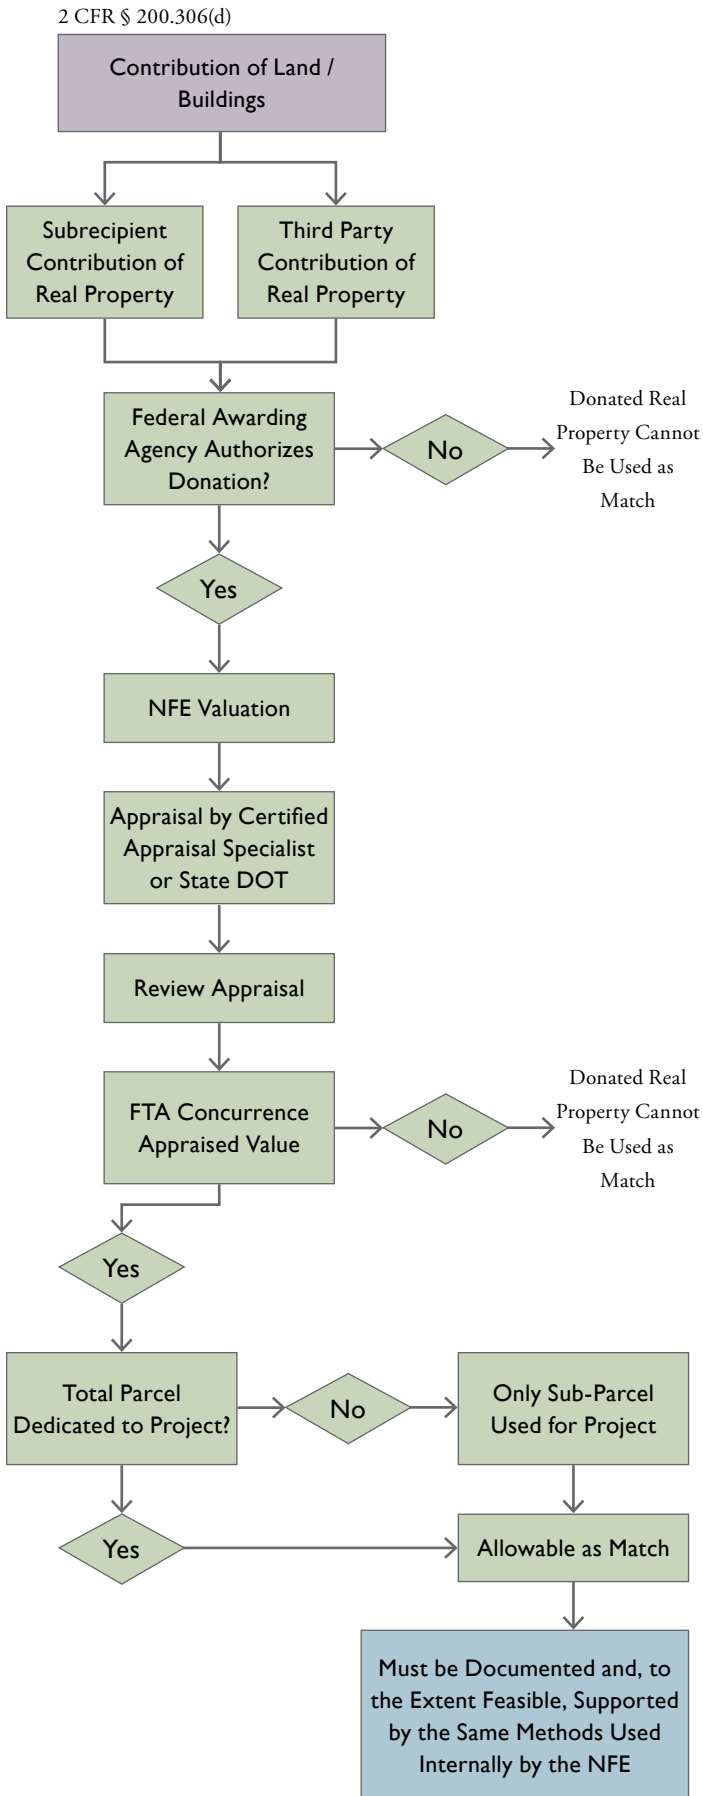 2 CFR § 200.306(d)
Contribution of Land /
Buildings
Subrecipient
Contribution of
Real Property
Third Party
Contribution of
Real Property
Federal Awarding
Agency Authorizes
Donation?
No
Donated Real
Property Cannot
Be Used as
Match
Yes
NFE Valuation
Appraisal by Certified
Appraisal Specialist
or State DOT
Review Appraisal
FTA Concurrence
Appraised Value
No
Donated Real
Property Cannot
Be Used as
Match
Yes
Total Parcel
Dedicated to Project?
No
Only Sub-Parcel
Used for Project
Yes
Allowable as Match
Must be Documented and, to
the Extent Feasible, Supported
by the Same Methods Used
Internally by the NFE